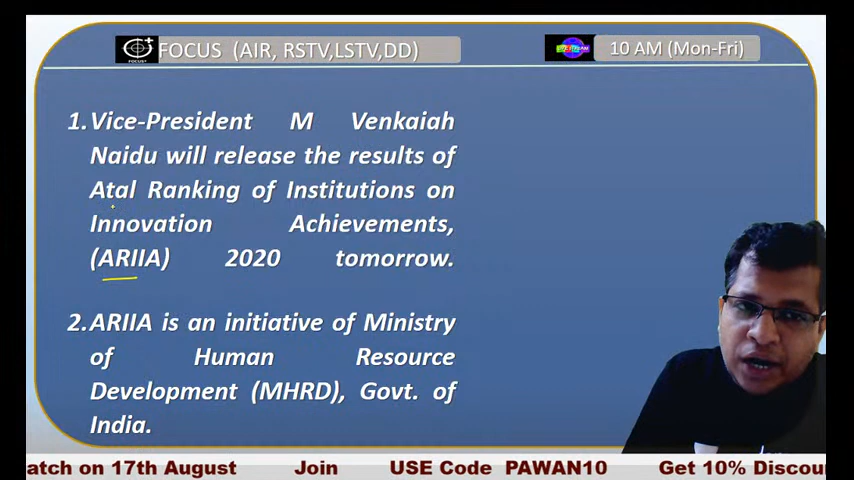 FOCUS (AIR, RSTV,LSTV,DD)
10 AM (Mon-Fri)
1. Vice-President M Venkaiah
Naidu will release the results of
Atal Ranking of Institutions on
Innovation Achievements,
(ARIIA) 2020 tomorrow.
2. ARIIA is an initiative of Ministry
of Human Resource
Development (MHRD), Govt. of
India.
atch on 17th August Join USE Code PAWAN10 Get 10% Discou